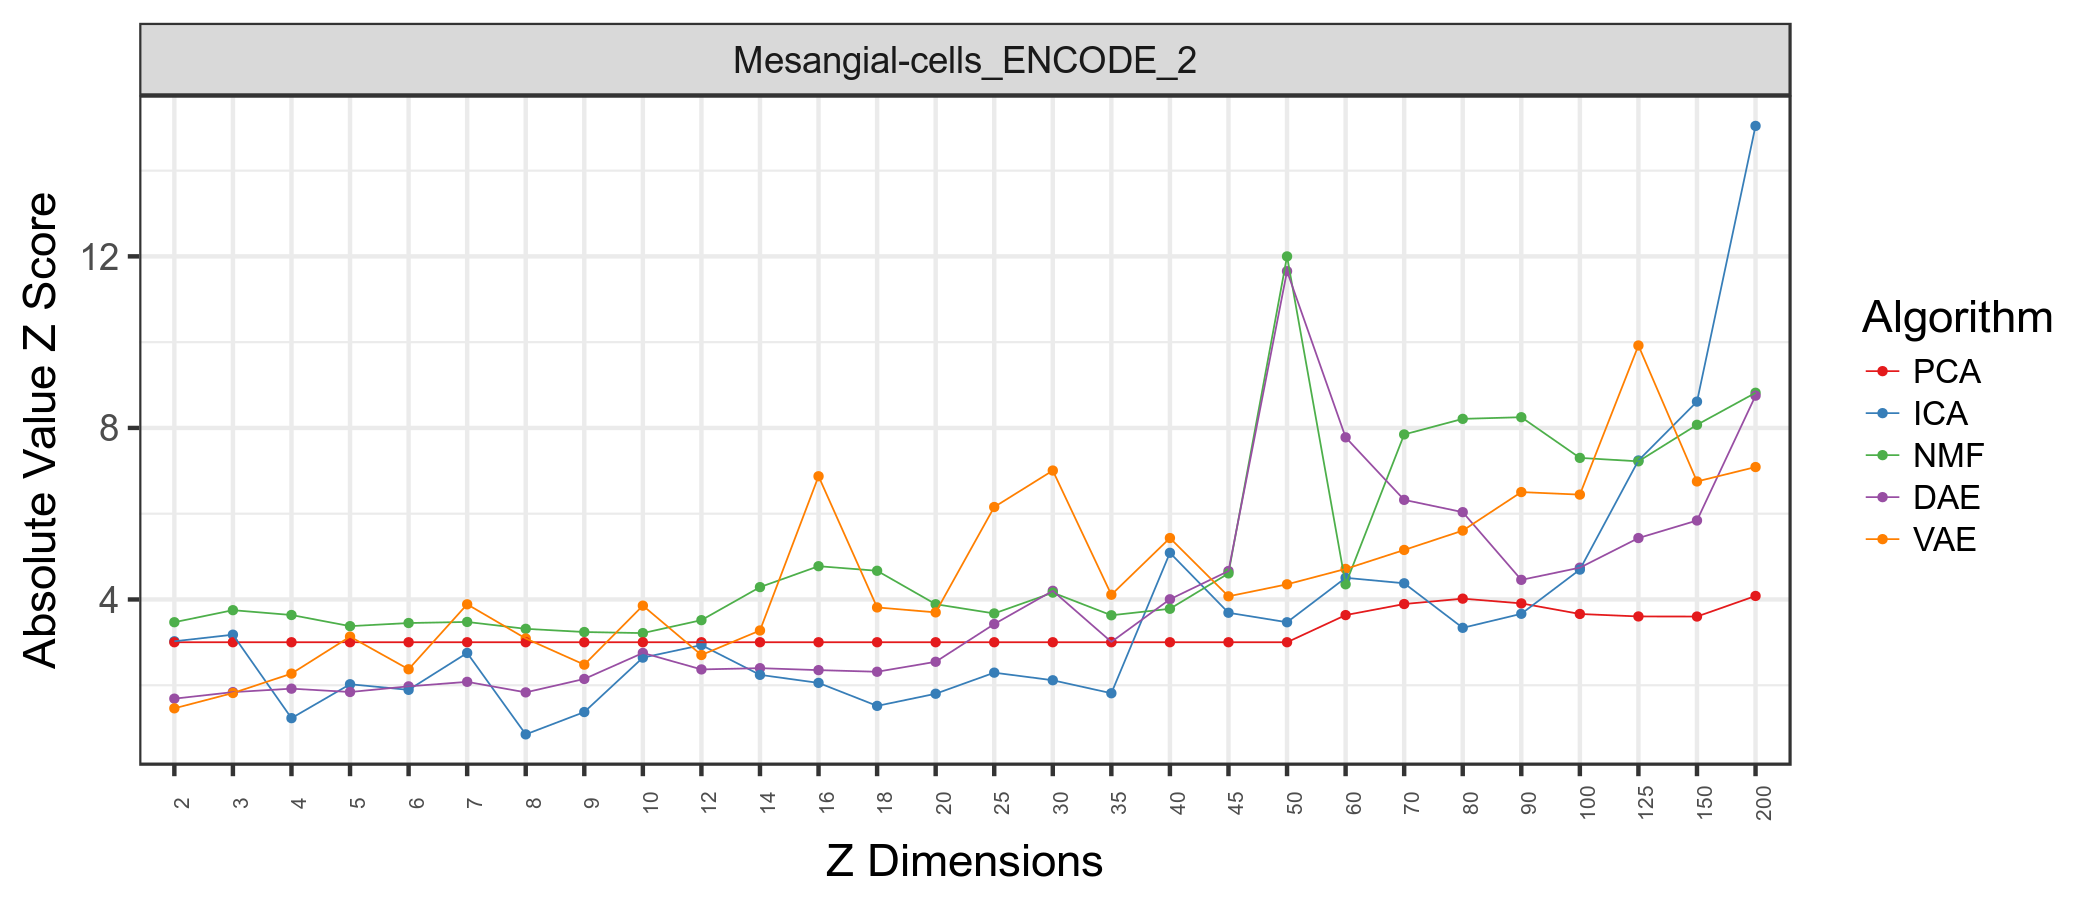 Mesangial-cells_ENCODE_2
Absolute Value Z Score
12
8
4
2 3 4 5 6 7 8 9 10 12 14 16 18 20 25 30 35 40 45 50 60 70 80 90 100 125 150 200
Z Dimensions
Algorithm
PCA
ICA
NMF
DAE
VAE